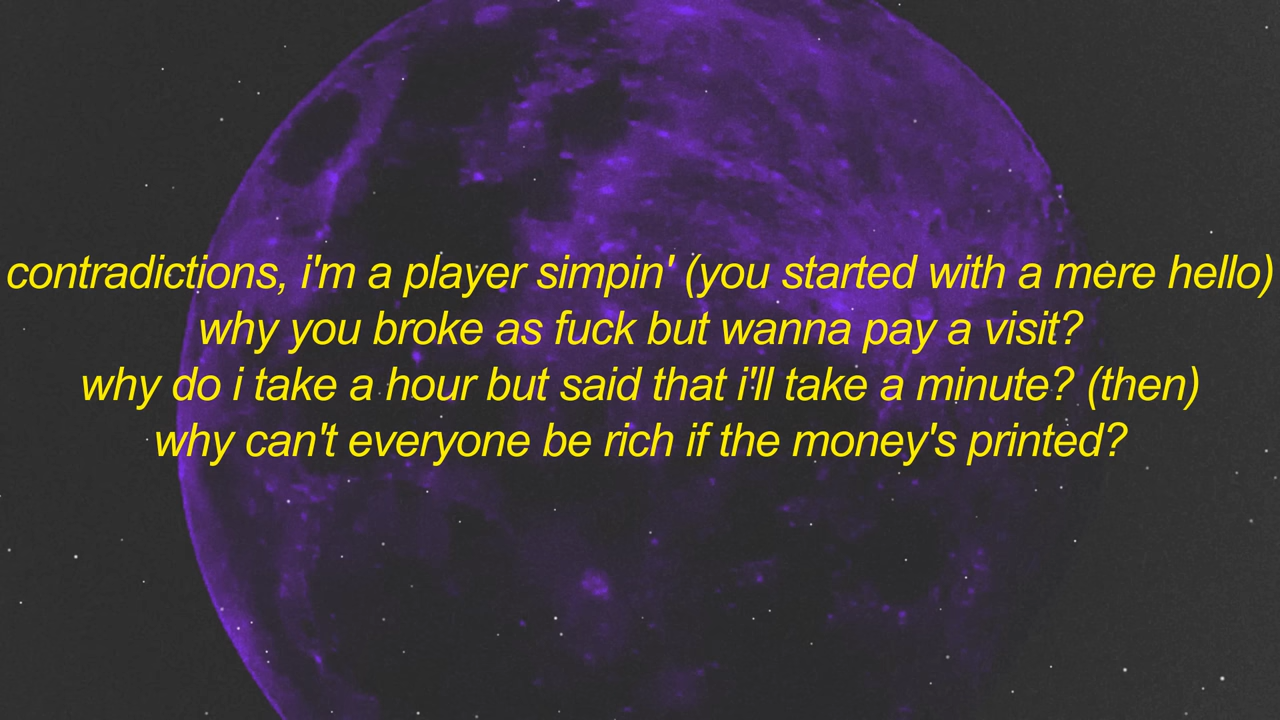 contradictions, i'm a player simpin' (you started with a mere hello)
why you broke as fuck but wanna pay a visit?
why do i take a hour but said that i'll take a minute? (then)
why can't everyone be rich if the money's printed?